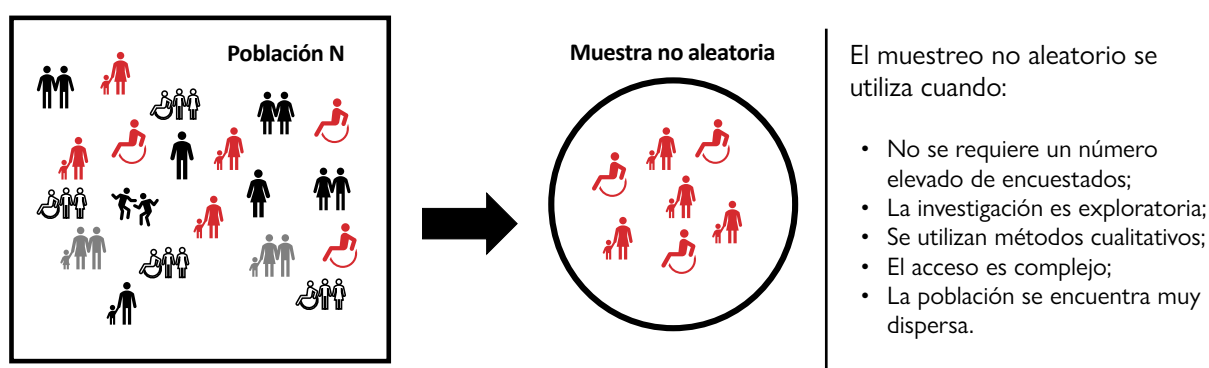 Población N
Muestra no aleatoria
El muestreo no aleatorio se
utiliza cuando:
• No se requiere un número
elevado de encuestados;
• La investigación es exploratoria;
• Se utilizan métodos cualitativos;
• El acceso es complejo;
• La población se encuentra muy
dispersa.